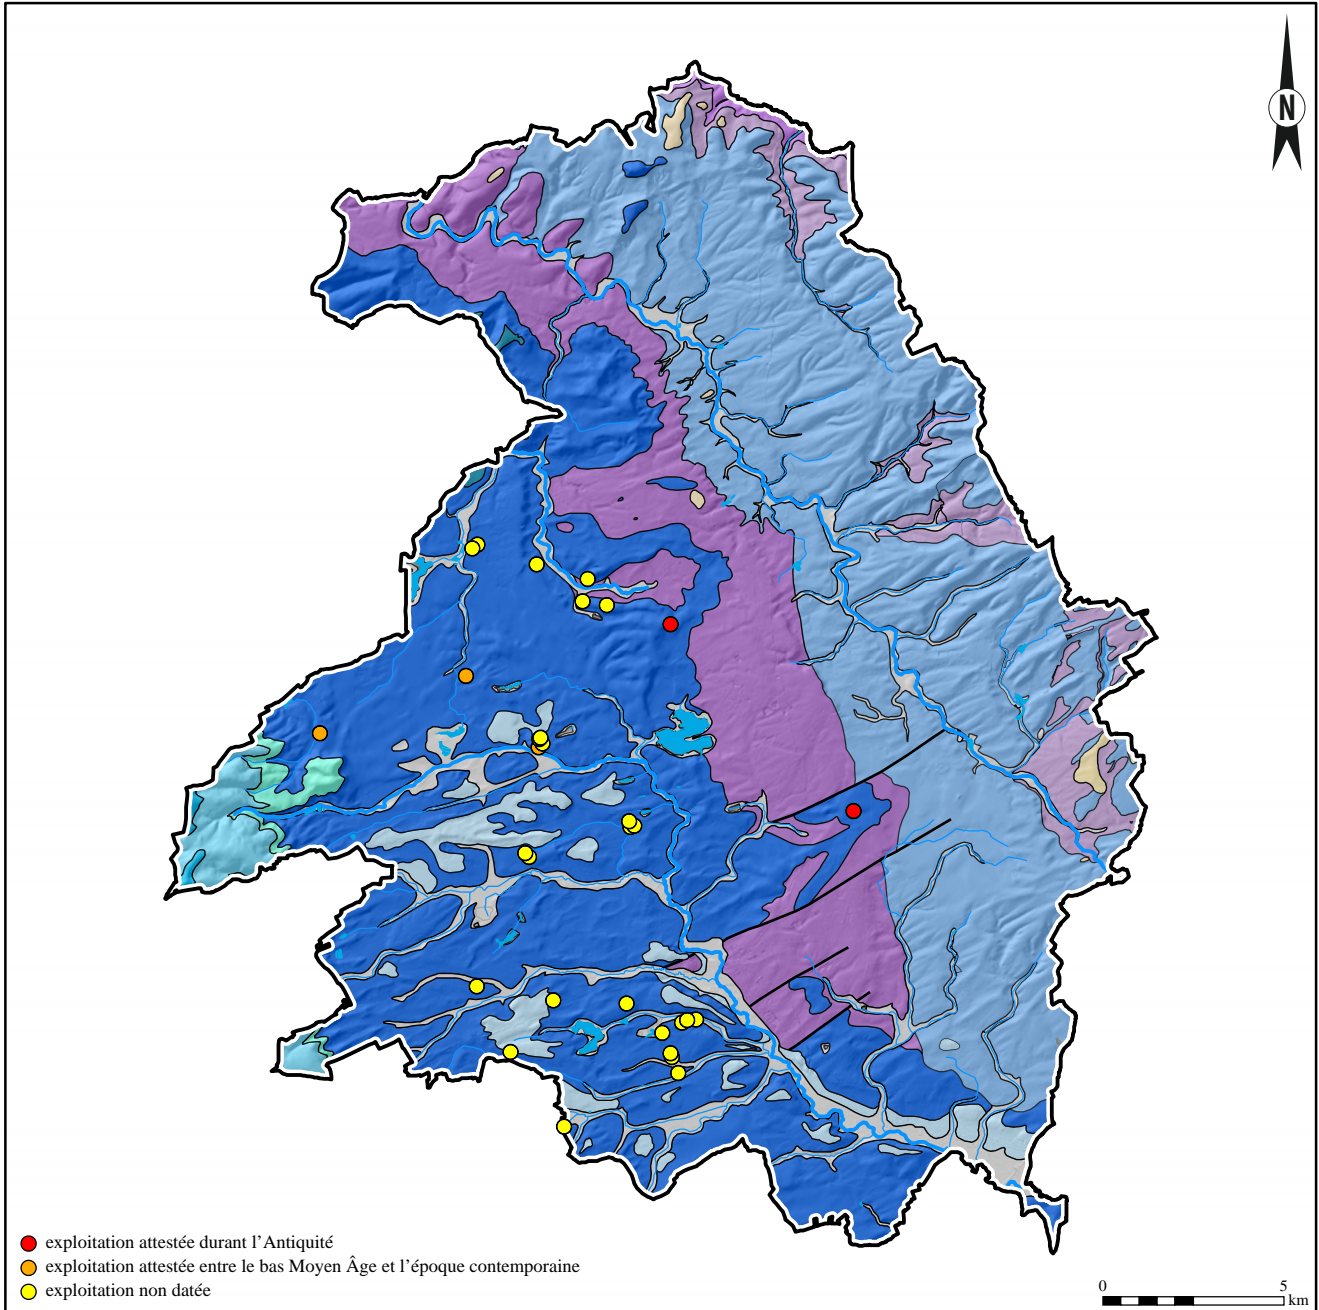 N
exploitation attestée durant l’Antiquité
exploitation attestée entre le bas Moyen Âge et l’époque contemporaine
exploitation non datée
0 5
km